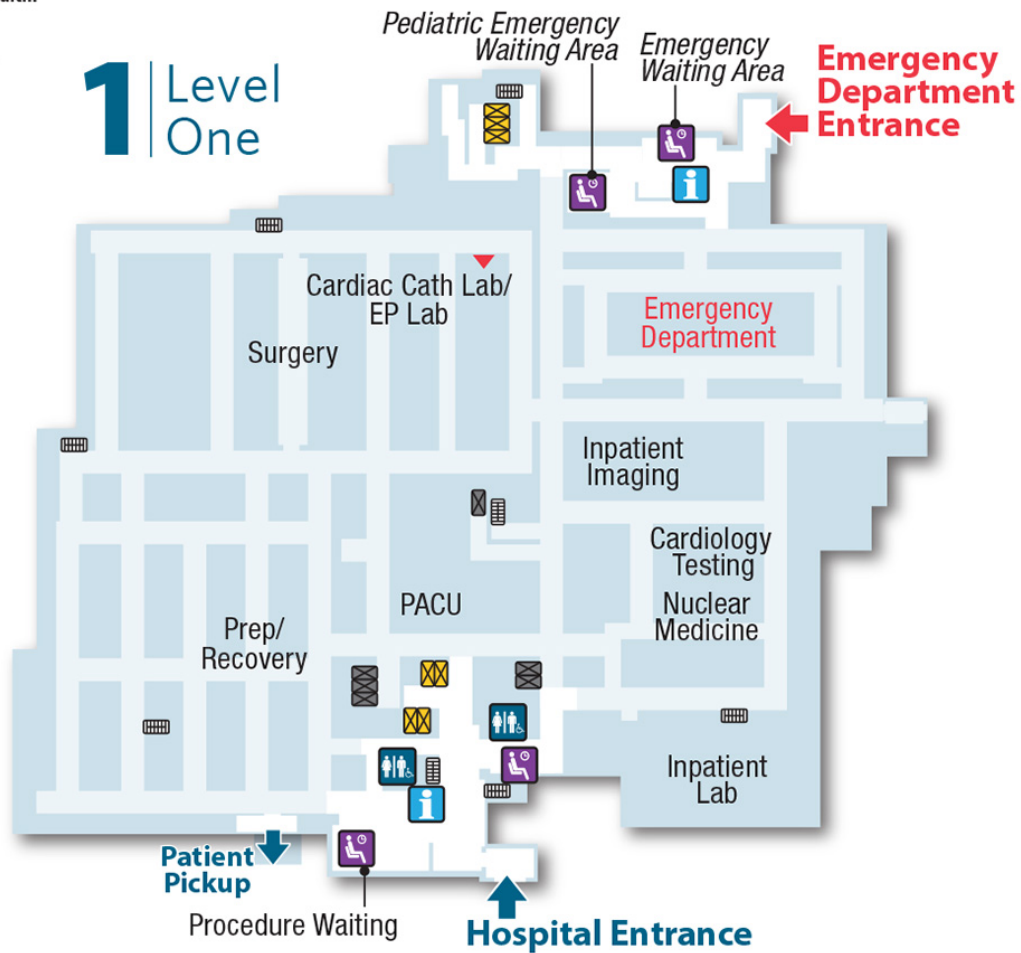 1 Level
One
Pediatric Emergency
Waiting Area
Emergency
Waiting Area
Emergency
Department
Entrance
Cardiac Cath Lab/
EP Lab
Surgery
Emergency
Department
Inpatient
Imaging
Cardiology
Testing
Nuclear
Medicine
PACU
Prep/
Recovery
Inpatient
Lab
Patient
Pickup
Procedure Waiting
Hospital Entrance